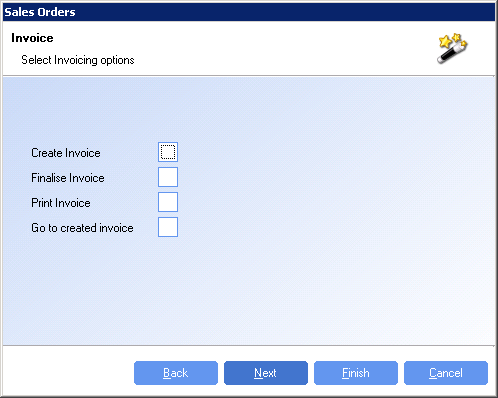 Sales Orders
Invoice
Select Invoicing options
Create Invoice
Finalise Invoice
Print Invoice
Go to created invoice
Back Next Finish Cancel